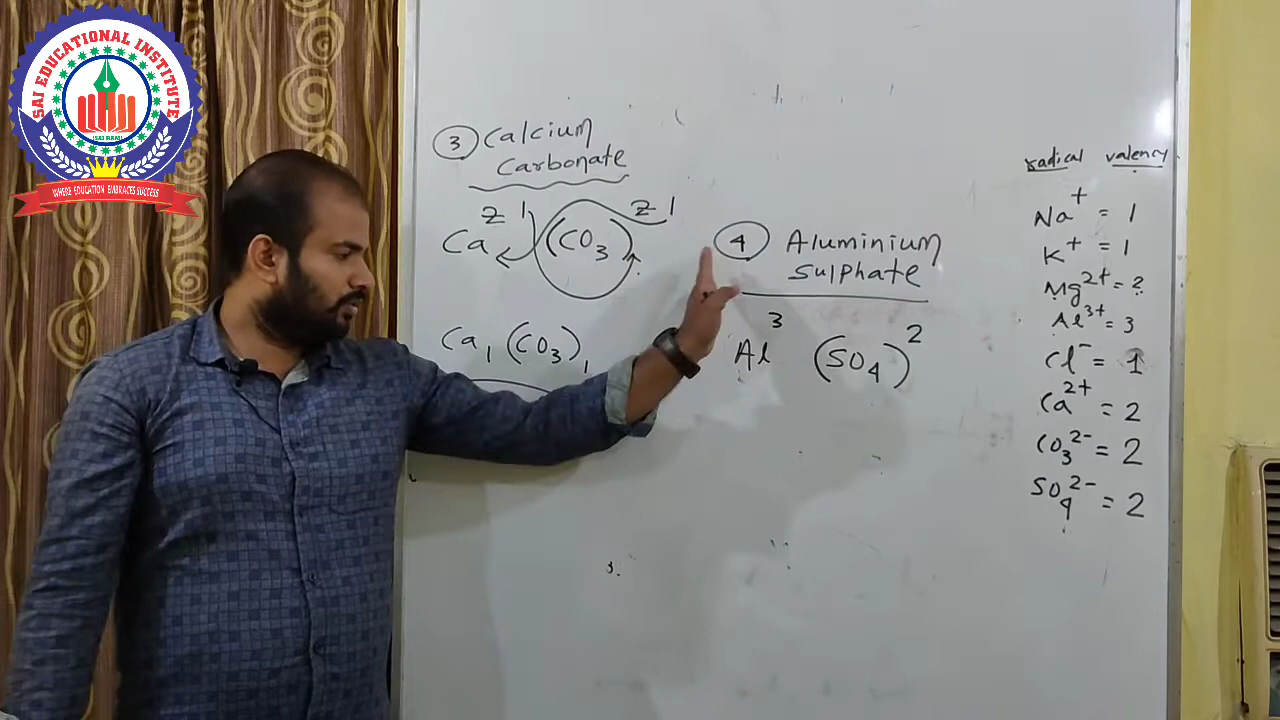 SAI EDUCATIONAL INSTITUTE
(SAI RAM)
WHERE EDUCATION EMBRACES SUCCESS
3 Calcium
Carbonate
2 1 2 1
Ca (CO3)
Ca1 (CO3)1
4 Aluminium
Sulphate
3 2
Al (SO4)
radical valency
Na+ = 1
K+ = 1
Mg2+ = 2
Al3+ = 3
Cl- = 1
Ca2+ = 2
CO3 2- = 2
SO4 2- = 2